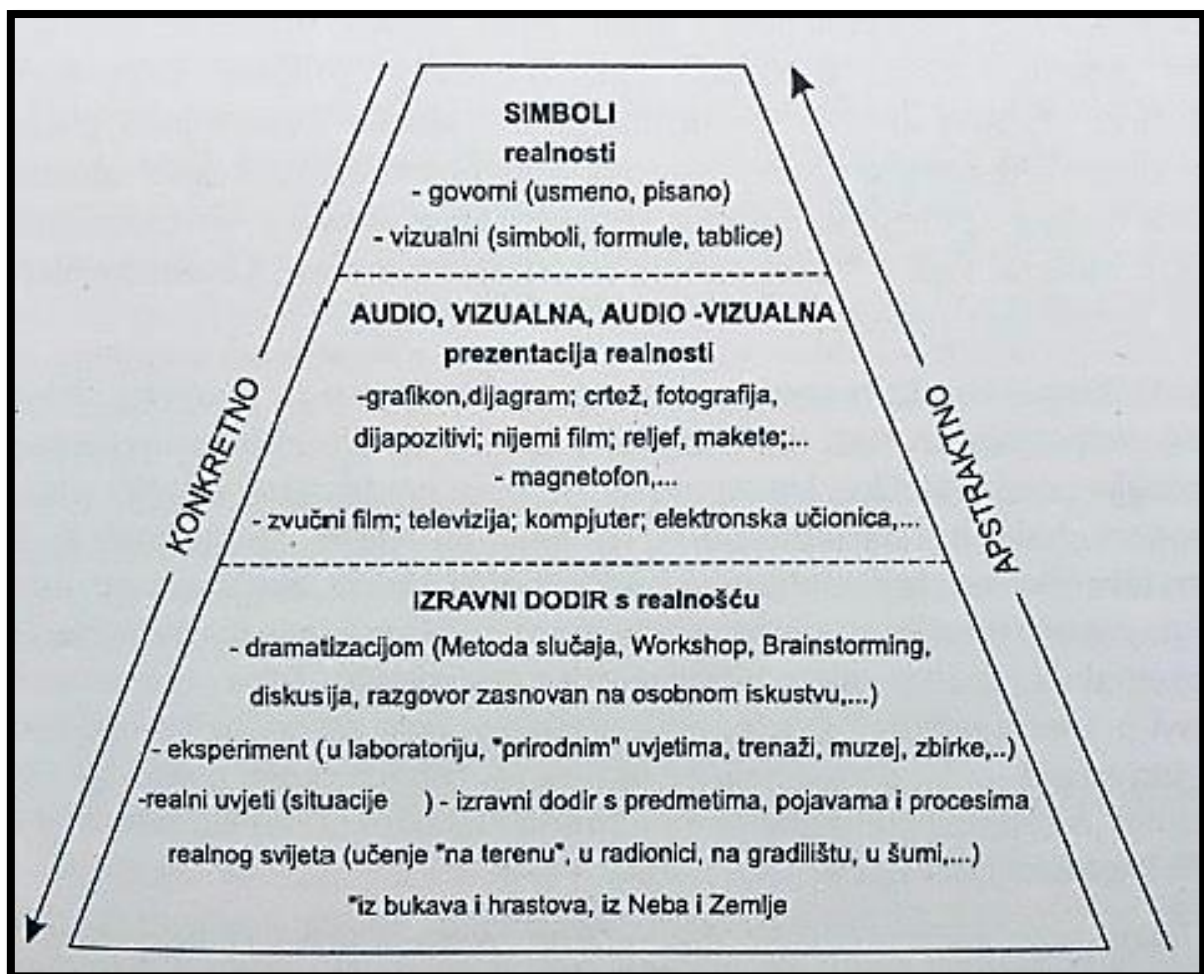 SIMBOLI
realnosti
- govorni (usmeno, pisano)
- vizualni (simboli, formule, tablice)
AUDIO, VIZUALNA, AUDIO -VIZUALNA
prezentacija realnosti
-grafikon,dijagram; crtež, fotografija,
dijapozitivi; nijemi film; reljef, makete;...
- magnetofon,...
- zvučni film; televizija; kompjuter; elektronska učionica,...
IZRAVNI DODIR s realnošću
- dramatizacijom (Metoda slučaja, Workshop, Brainstorming,
diskusija, razgovor zasnovan na osobnom iskustvu,...)
- eksperiment (u laboratoriju, "prirodnim" uvjetima, trenaži, muzej, zbirke,..)
-realni uvjeti (situacije ) - izravni dodir s predmetima, pojavama i procesima
realnog svijeta (učenje "na terenu", u radionici, na gradilištu, u šumi,...)
"iz bukava i hrastova, iz Neba i Zemlje
KONKRETNO
APSTRAKTNO